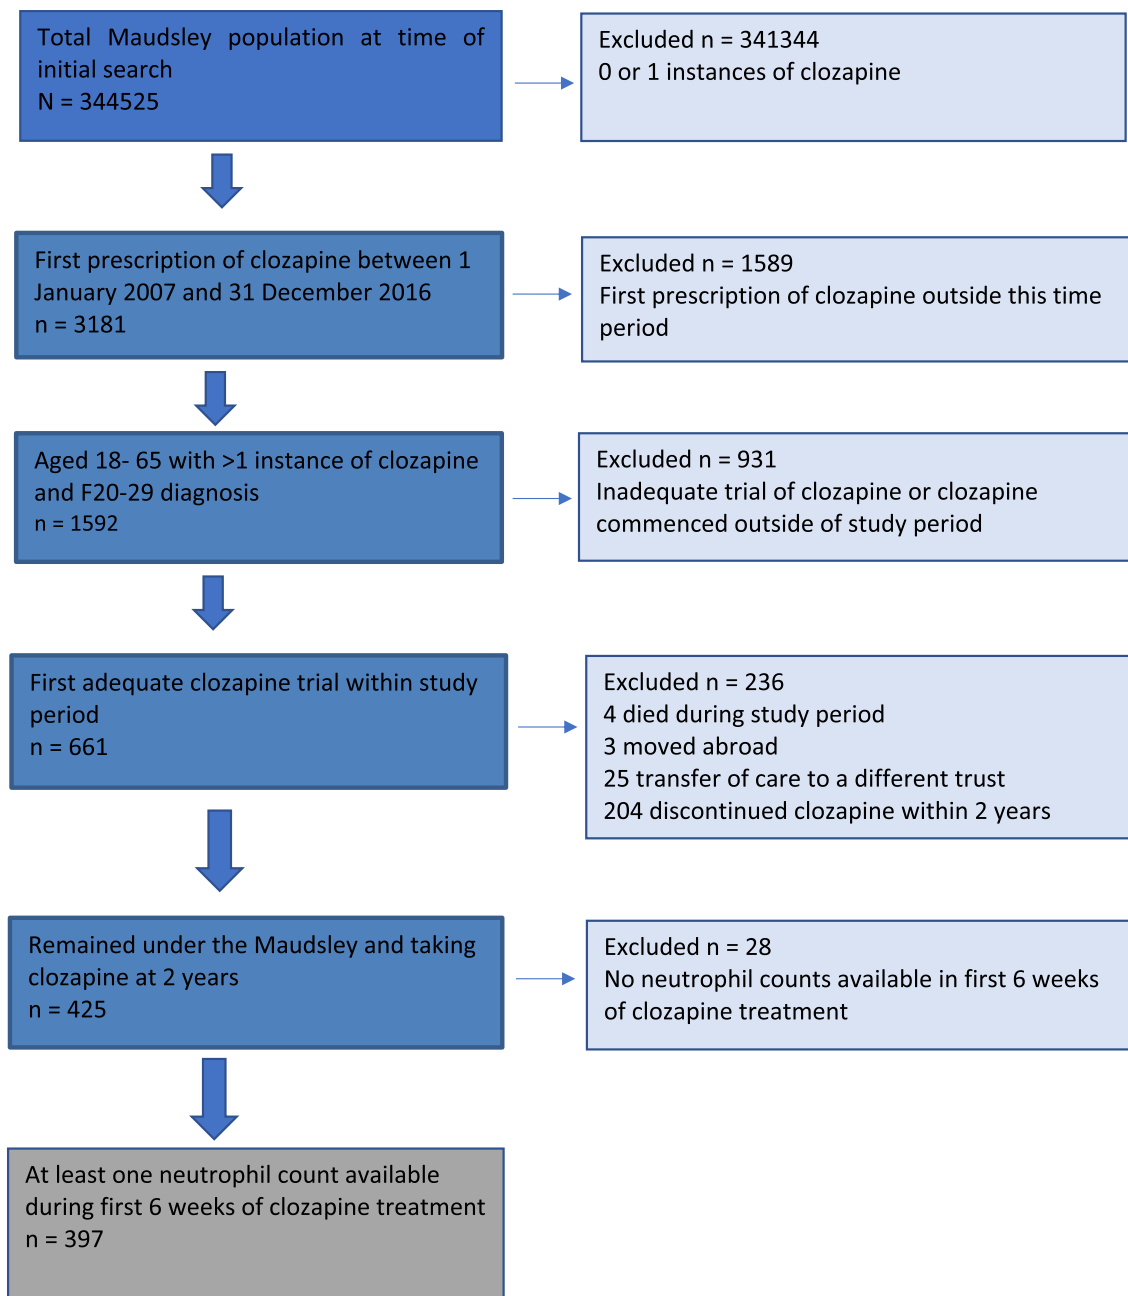 Total Maudsley population at time of
initial search
N = 344525
Excluded n = 341344
0 or 1 instances of clozapine
First prescription of clozapine between 1
January 2007 and 31 December 2016
n = 3181
Excluded n = 1589
First prescription of clozapine outside this time
period
Aged 18- 65 with >1 instance of clozapine
and F20-29 diagnosis
n = 1592
Excluded n = 931
Inadequate trial of clozapine or clozapine
commenced outside of study period
First adequate clozapine trial within study
period
n = 661
Excluded n = 236
4 died during study period
3 moved abroad
25 transfer of care to a different trust
204 discontinued clozapine within 2 years
Remained under the Maudsley and taking
clozapine at 2 years
n = 425
Excluded n = 28
No neutrophil counts available in first 6 weeks
of clozapine treatment
At least one neutrophil count available
during first 6 weeks of clozapine treatment
n = 397